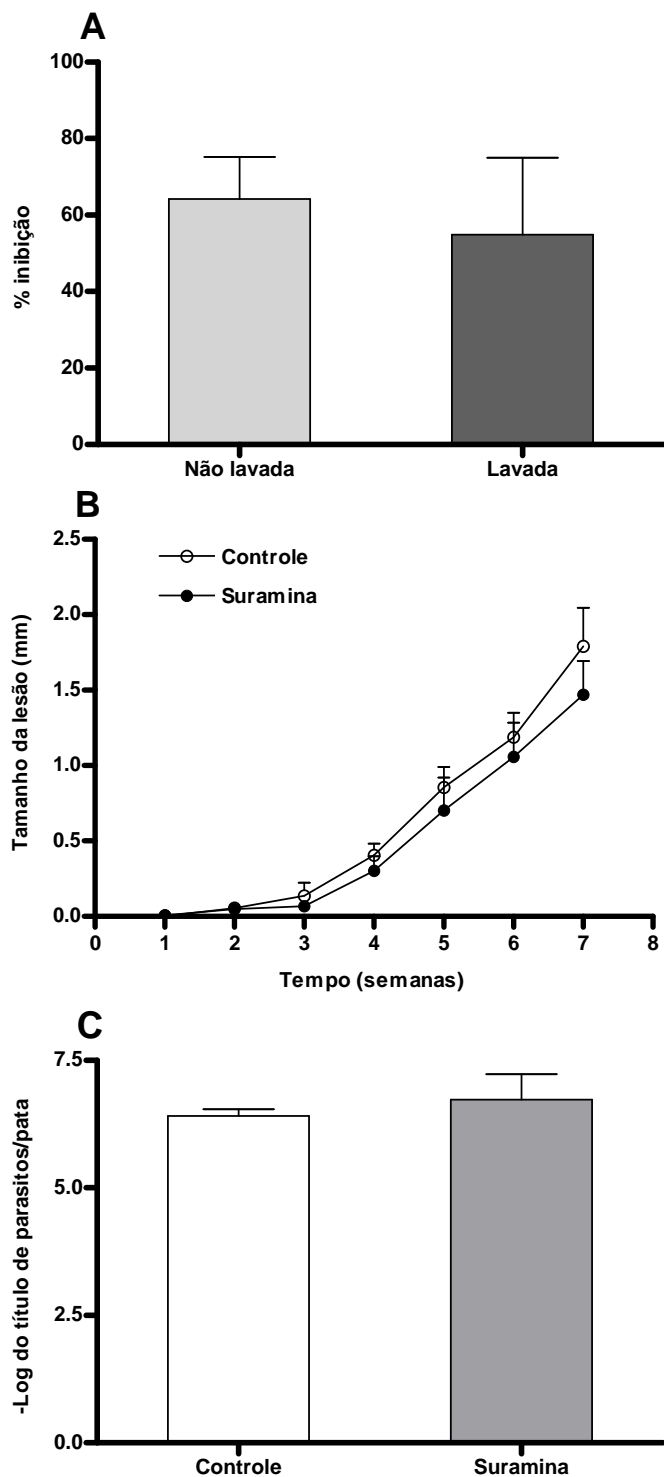 A
100
80
60
40
20
0
% inibição
Não lavada
Lavada
B
2.5
2.0
1.5
1.0
0.5
0.0
Tamanho da lesão (mm)
Controle
Suramina
0 1 2 3 4 5 6 7 8
Tempo (semanas)
C
7.5
5.0
2.5
0.0
-Log do título de parasitos/pata
Controle
Suramina